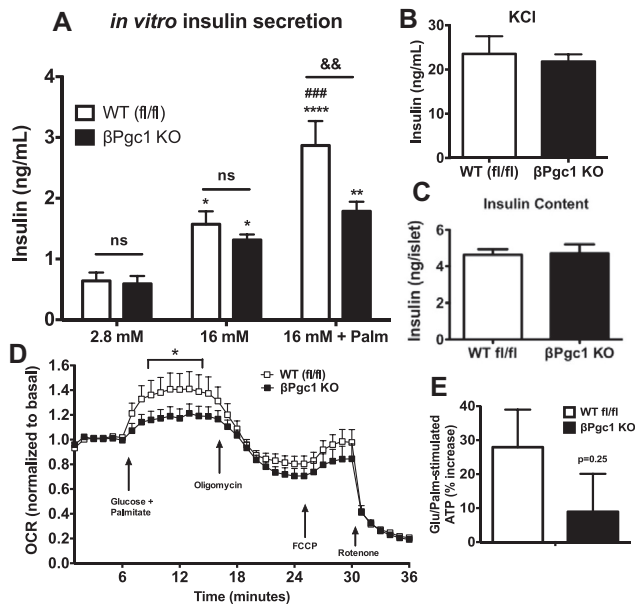 A
in vitro insulin secretion
Insulin (ng/mL)
4
3
2
1
0
WT (fl/fl)
βPgc1 KO
ns
ns
*
*
&&
###
****
**
2.8 mM
16 mM
16 mM + Palm
B
KCl
Insulin (ng/mL)
30
20
10
0
WT (fl/fl)
βPgc1 KO
C
Insulin Content
Insulin (ng/islet)
6
4
2
0
WT fl/fl
βPgc1 KO
D
OCR (normalized to basal)
1.6
1.4
1.2
1.0
0.8
0.6
0.4
0.2
0.0
*
WT (fl/fl)
βPgc1 KO
Glucose +
Palmitate
Oligomycin
FCCP
Rotenone
6
12
18
24
30
36
Time (minutes)
E
Glu/Palm-stimulated
ATP (% increase)
40
30
20
10
0
WT fl/fl
βPgc1 KO
p=0.25